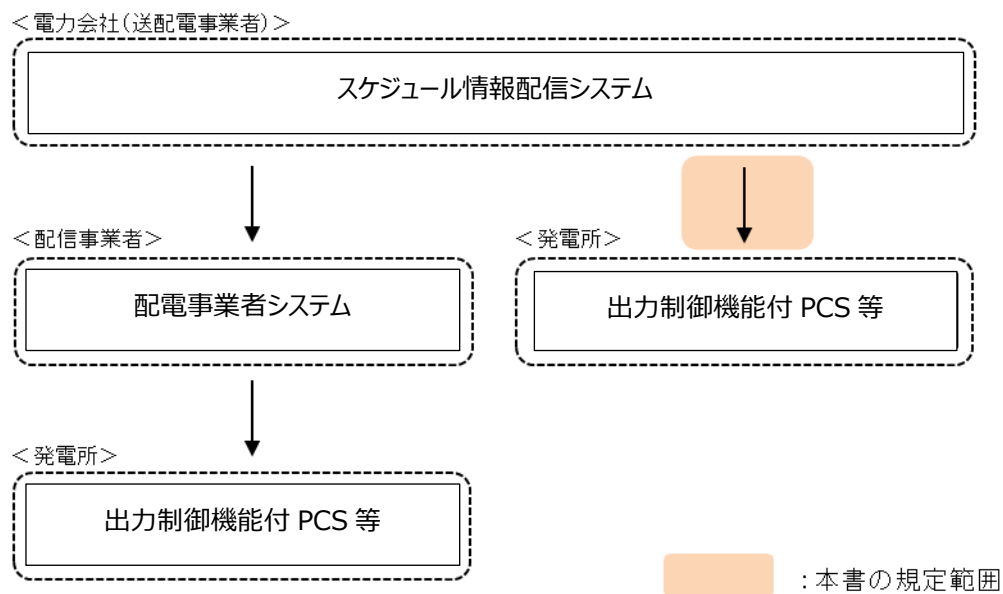 ＜電力会社（送配電事業者）＞
スケジュール情報配信システム
＜配信事業者＞
配電事業者システム
＜発電所＞
出力制御機能付 PCS 等
＜発電所＞
出力制御機能付 PCS 等
：本書の規定範囲